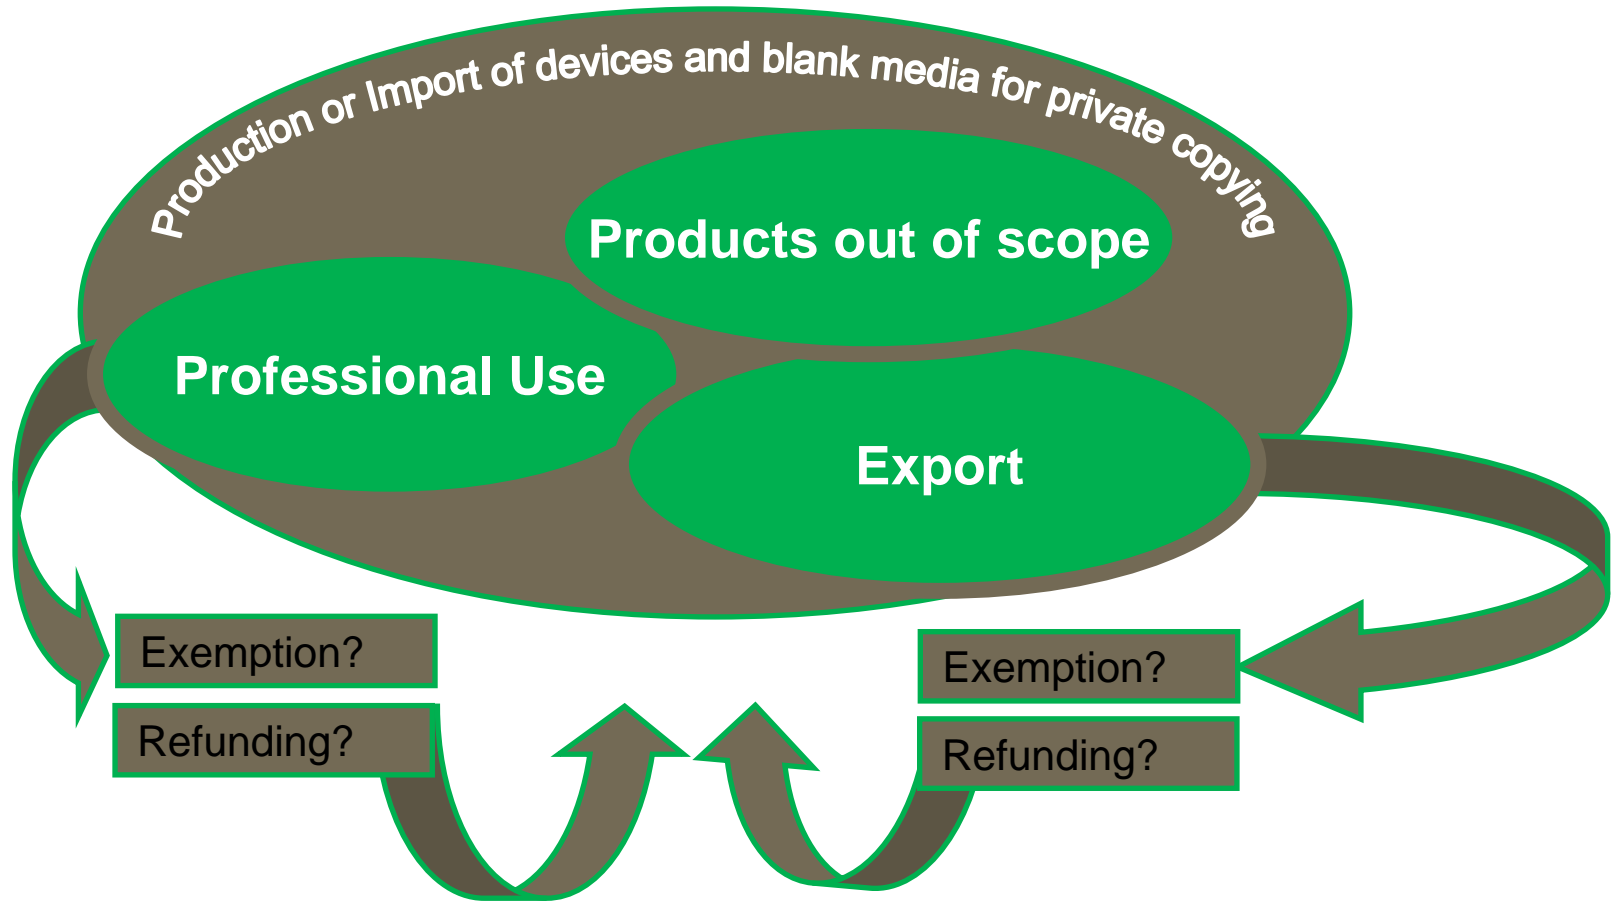 Production or Import of devices and blank media for private copying
Products out of scope
Professional Use
Export
Exemption?
Refunding?
Exemption?
Refunding?